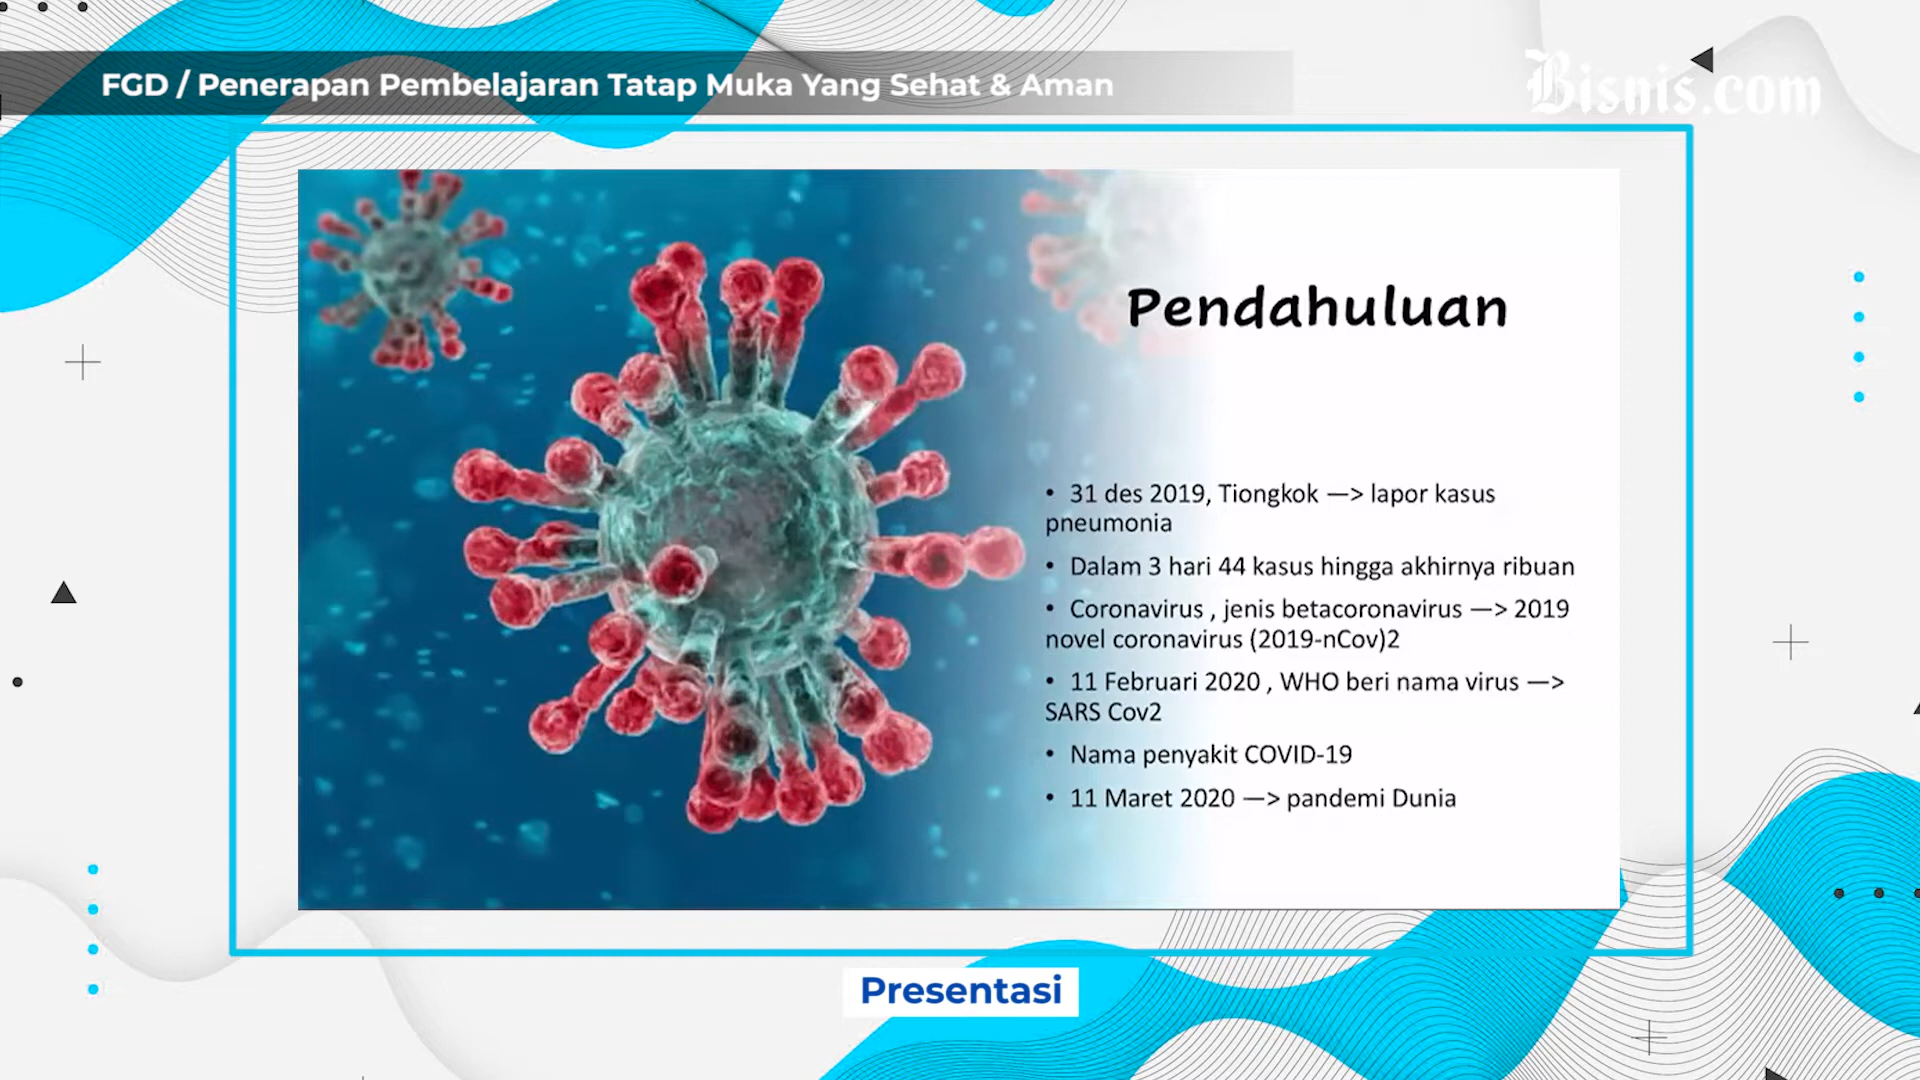 FGD / Penerapan Pembelajaran Tatap Muka Yang Sehat & Aman
Bisnis.com
Pendahuluan
• 31 des 2019, Tiongkok —> lapor kasus
pneumonia
• Dalam 3 hari 44 kasus hingga akhirnya ribuan
• Coronavirus , jenis betacoronavirus —> 2019
novel coronavirus (2019-nCov)2
• 11 Februari 2020 , WHO beri nama virus —>
SARS Cov2
• Nama penyakit COVID-19
• 11 Maret 2020 —> pandemi Dunia
Presentasi